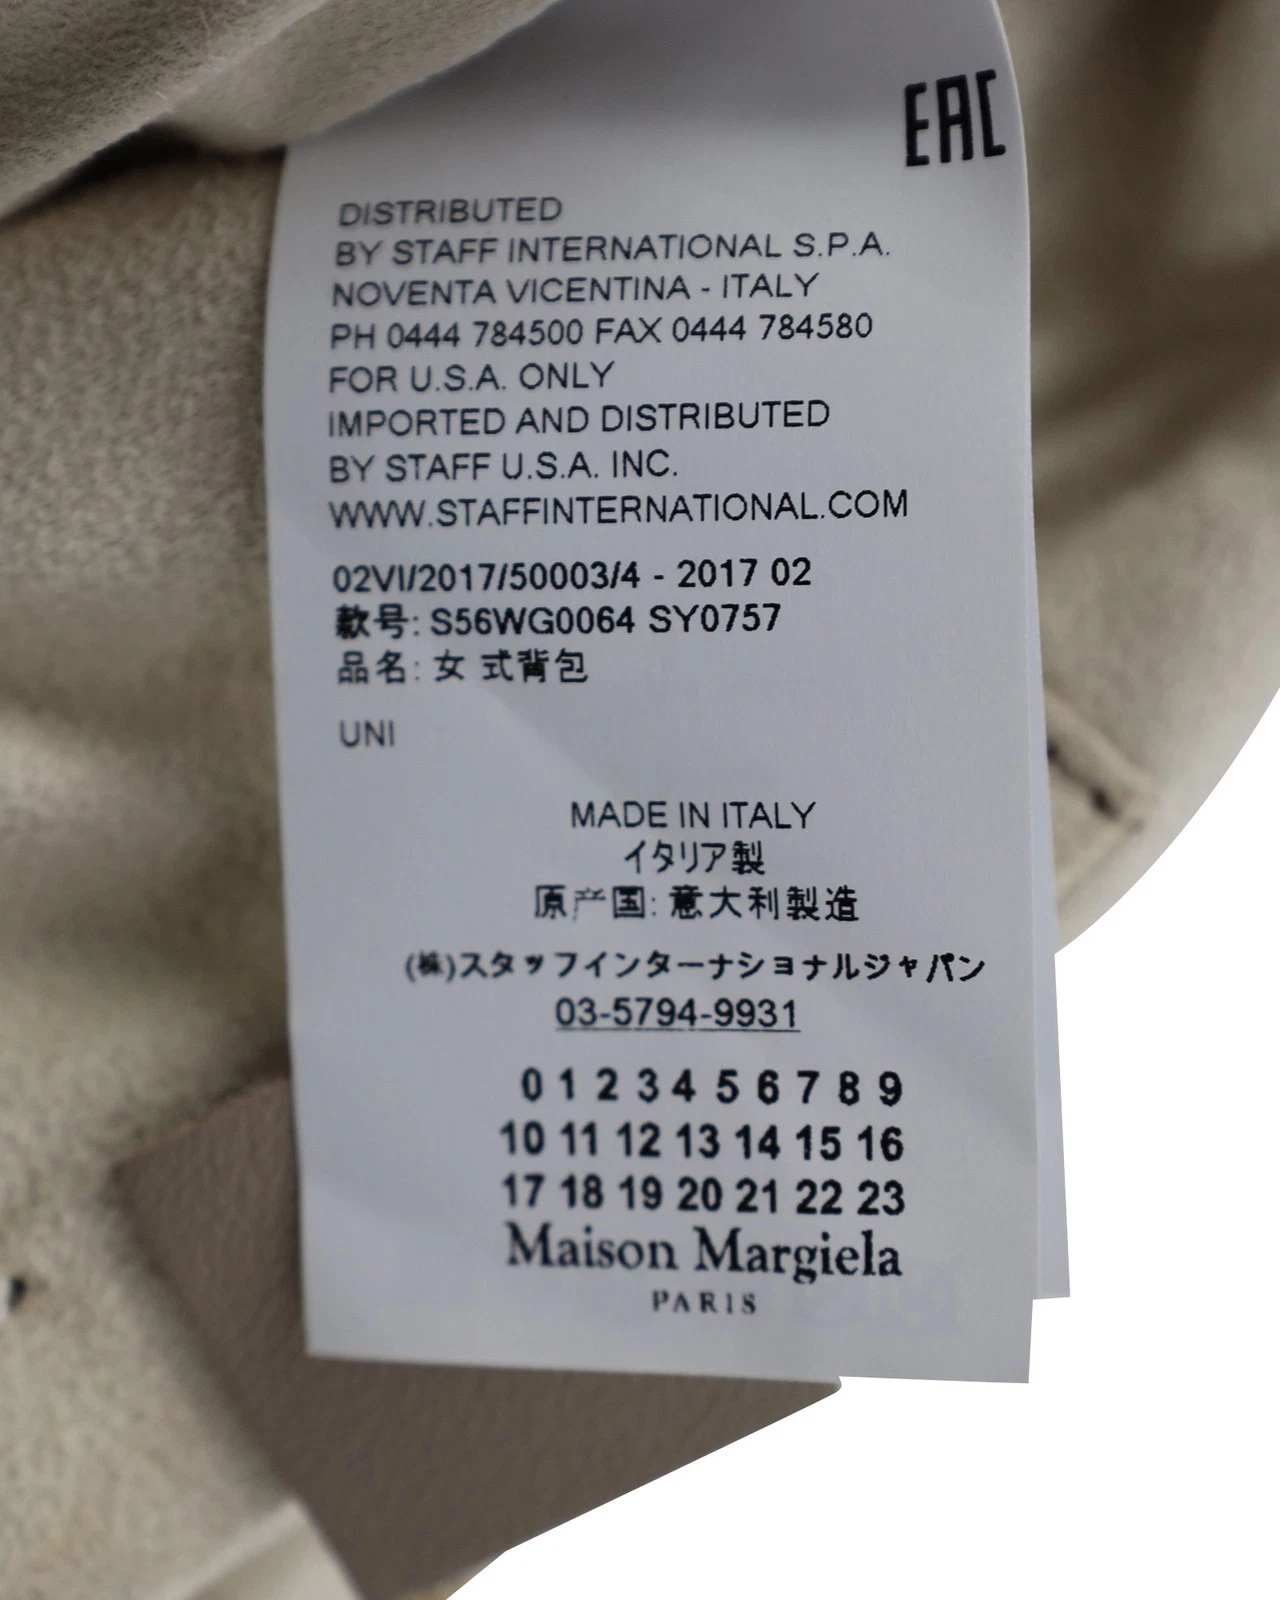 EAC
DISTRIBUTED
BY STAFF INTERNATIONAL S.P.A.
NOVENTA VICENTINA - ITALY
PH 0444 784500 FAX 0444 784580
FOR U.S.A. ONLY
IMPORTED AND DISTRIBUTED
BY STAFF U.S.A. INC.
WWW.STAFFINTERNATIONAL.COM
02VI/2017/50003/4 - 2017 02
款号: S56WG0064 SY0757
品名: 女 式背包
UNI
MADE IN ITALY
イタリア製
原产国: 意大利製造
(株)スタッフインターナショナルジャパン
03-5794-9931
0 1 2 3 4 5 6 7 8 9
10 11 12 13 14 15 16
17 18 19 20 21 22 23
Maison Margiela
PARIS